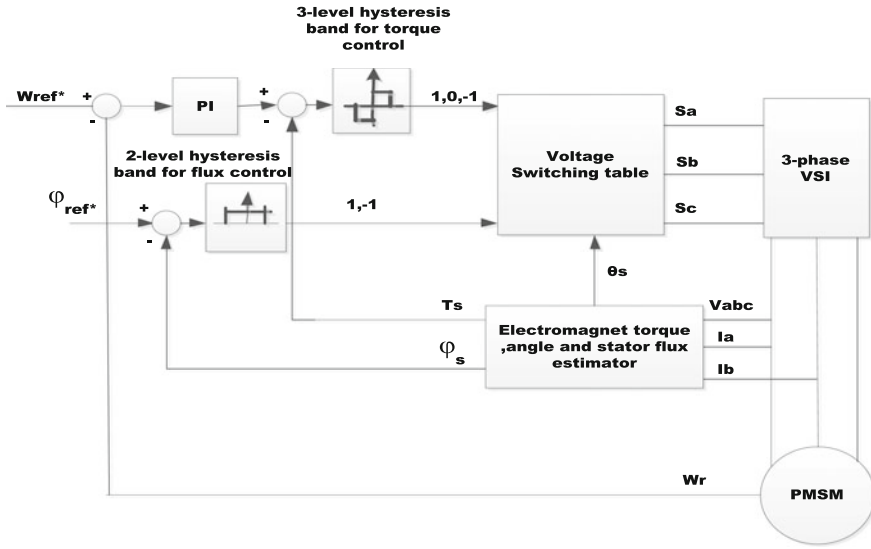 3-level hysteresis
band for torque
control
Wref*
+
-
PI
+
-
1,0,-1
Voltage
Switching table
Sa
Sb
Sc
3-phase
VSI
2-level hysteresis
band for flux control
φref*
+
-
1,-1
θs
Ts
φs
Electromagnet torque
,angle and stator flux
estimator
Vabc
Ia
Ib
Wr
PMSM